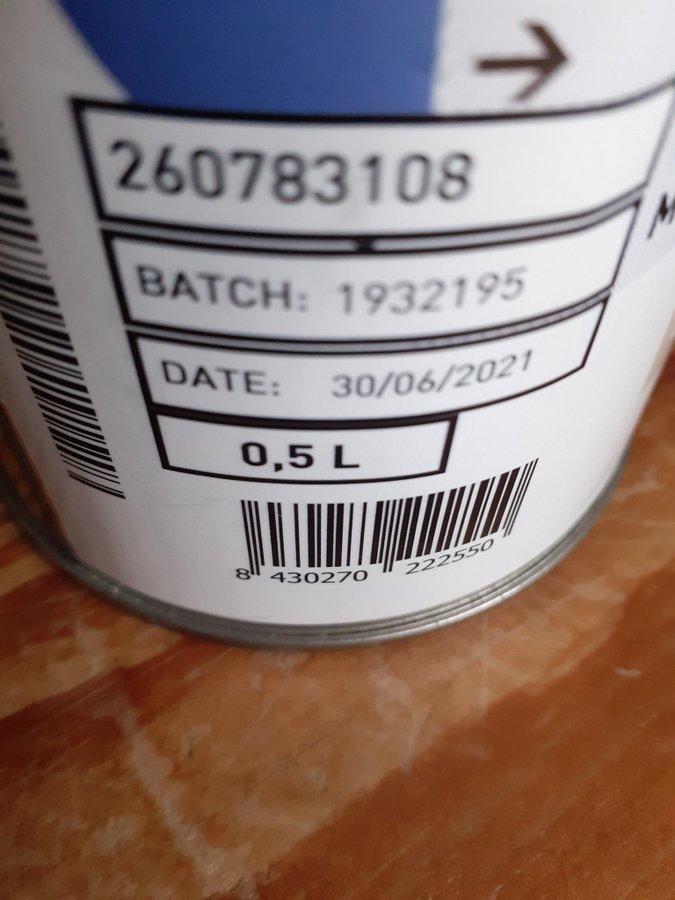 260783108
BATCH: 1932195
DATE: 30/06/2021
0,5 L
8 430270 222550